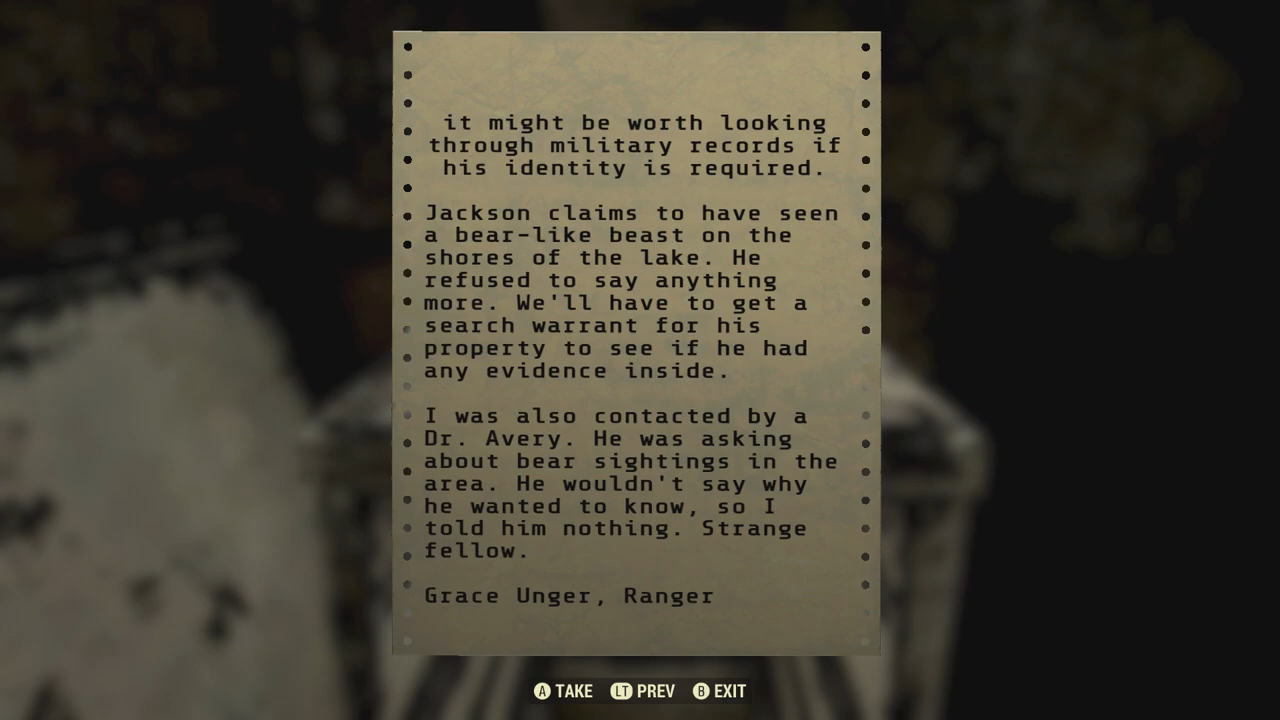 it might be worth looking
through military records if
his identity is required.
Jackson claims to have seen
a bear-like beast on the
shores of the lake. He
refused to say anything
more. We'll have to get a
search warrant for his
property to see if he had
any evidence inside.
I was also contacted by a
Dr. Avery. He was asking
about bear sightings in the
area. He wouldn't say why
he wanted to know, so I
told him nothing. Strange
fellow.
Grace Unger, Ranger
A TAKE LT PREV B EXIT